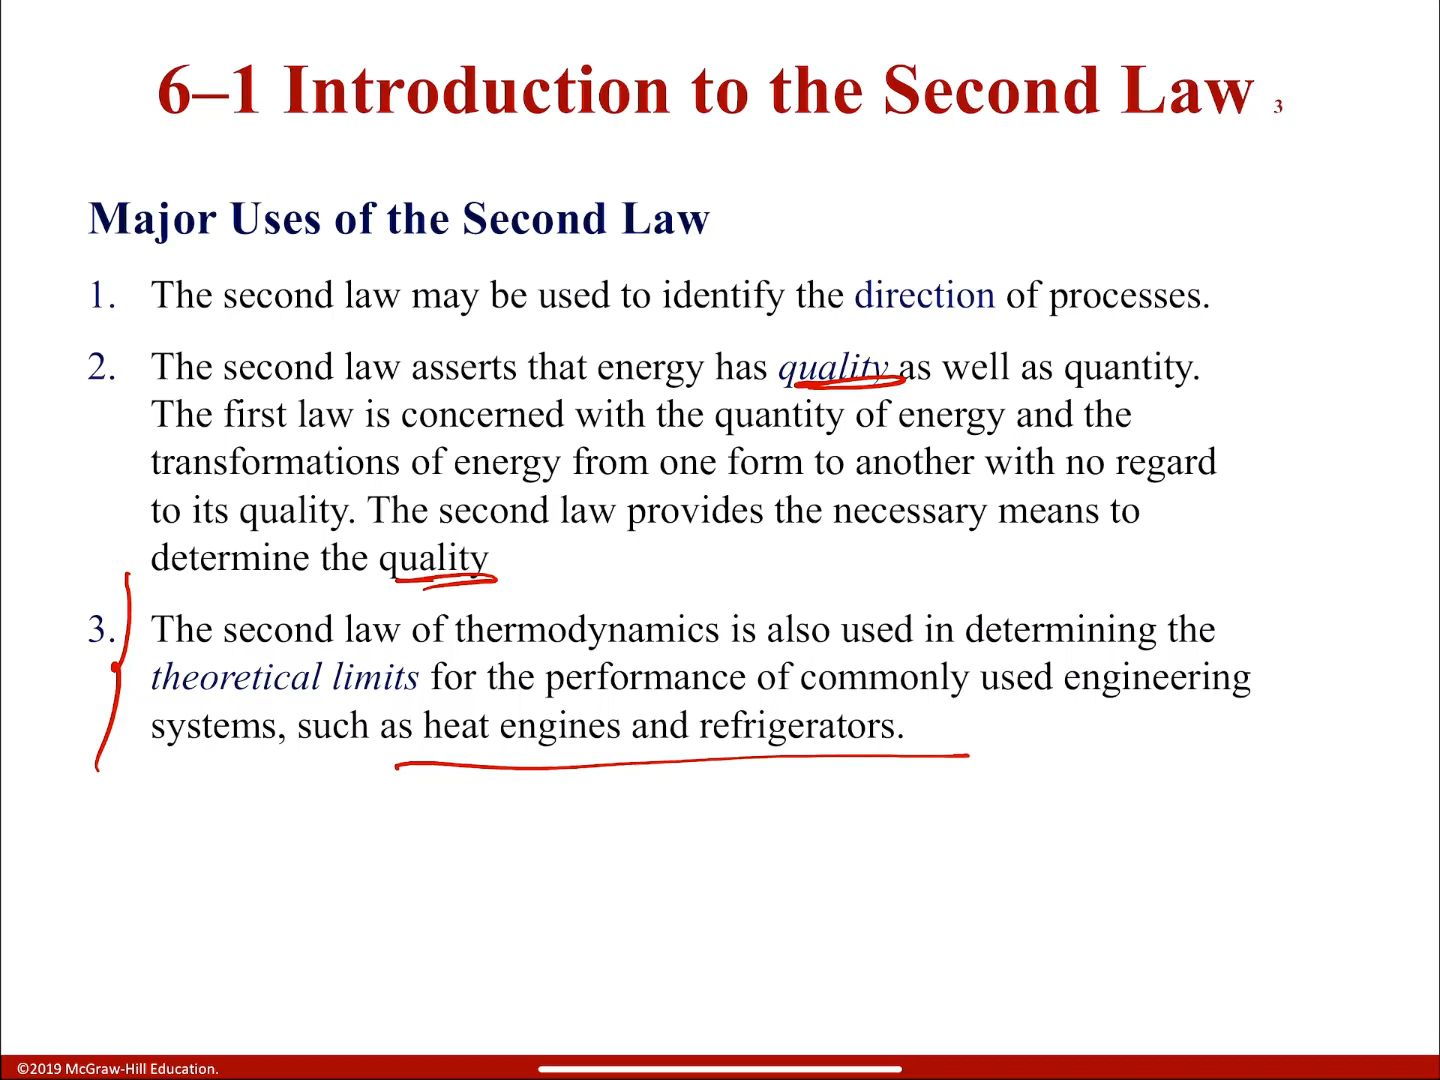 6–1 Introduction to the Second Law 3
Major Uses of the Second Law
1. The second law may be used to identify the direction of processes.
2. The second law asserts that energy has quality as well as quantity.
The first law is concerned with the quantity of energy and the
transformations of energy from one form to another with no regard
to its quality. The second law provides the necessary means to
determine the quality
3. The second law of thermodynamics is also used in determining the
theoretical limits for the performance of commonly used engineering
systems, such as heat engines and refrigerators.
©2019 McGraw-Hill Education.